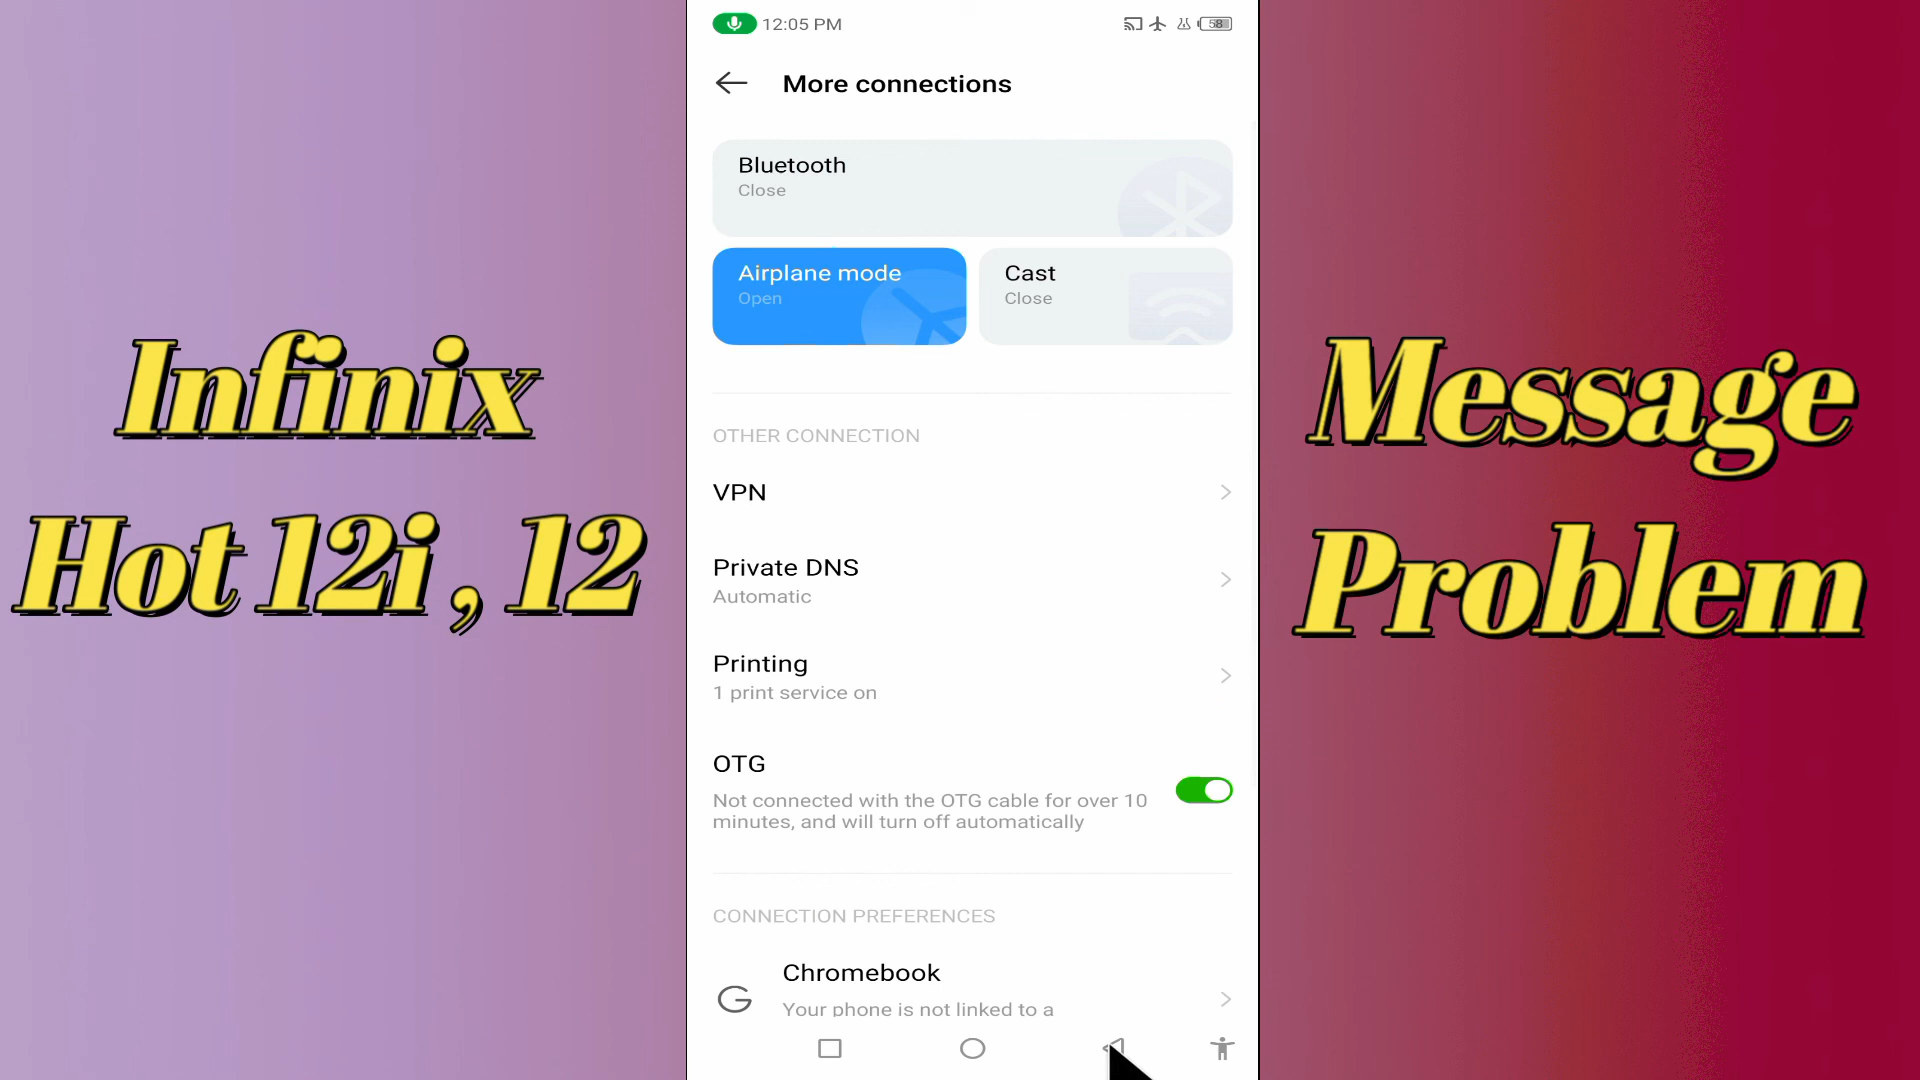 12:05 PM
58
More connections
Bluetooth
Close
Airplane mode
Open
Cast
Close
OTHER CONNECTION
VPN
Private DNS
Automatic
Printing
1 print service on
OTG
Not connected with the OTG cable for over 10
minutes, and will turn off automatically
CONNECTION PREFERENCES
Chromebook
Your phone is not linked to a
Infinix
Hot 12i , 12
Message
Problem